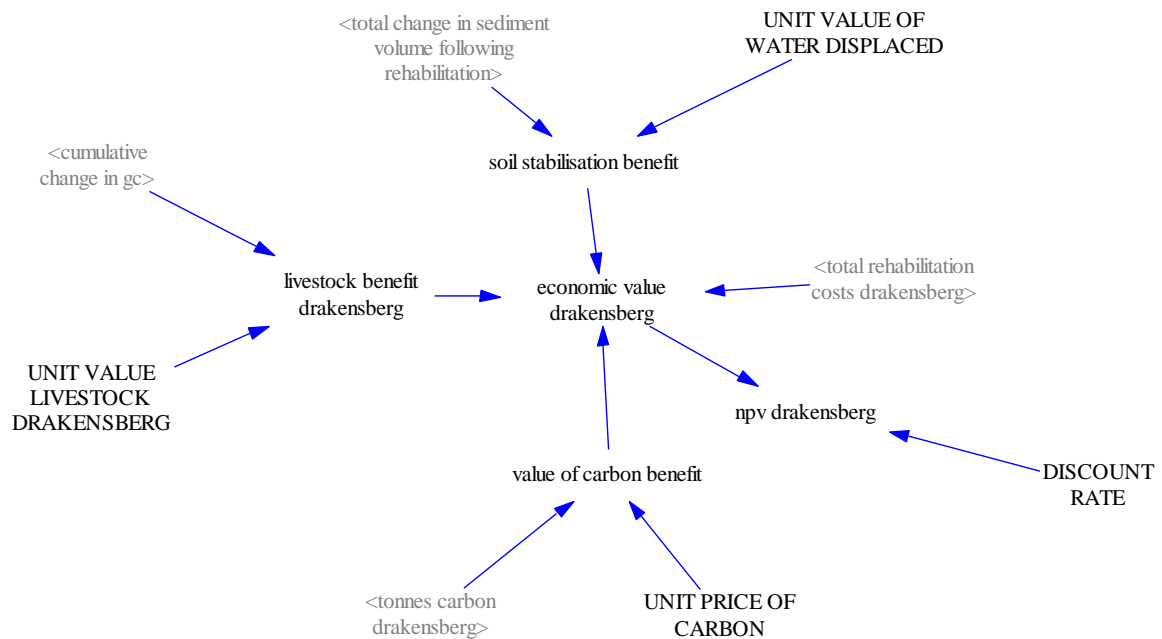 <total change in sediment
volume following
rehabilitation>
UNIT VALUE OF
WATER DISPLACED
<cumulative
change in gc>
soil stabilisation benefit
livestock benefit
drakensberg
economic value
drakensberg
<total rehabilitation
costs drakensberg>
UNIT VALUE
LIVESTOCK
DRAKENSBERG
npv drakensberg
value of carbon benefit
DISCOUNT
RATE
<tonnes carbon
drakensberg>
UNIT PRICE OF
CARBON